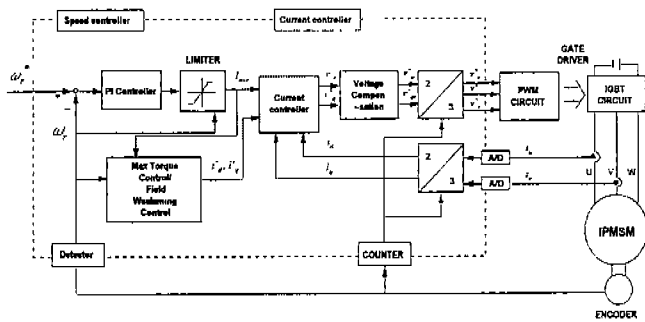 Speed controller
Current controller
GATE
DRIVER
LIMITER
PI Controller
Current
controller
Voltage
Compen
-sation
2
3
PWM
CIRCUIT
IGBT
CIRCUIT
Max Torque
Control/
Field
Weakening
Control
2
3
A/D
A/D
U
V
W
IPMSM
Detector
COUNTER
ENCODER